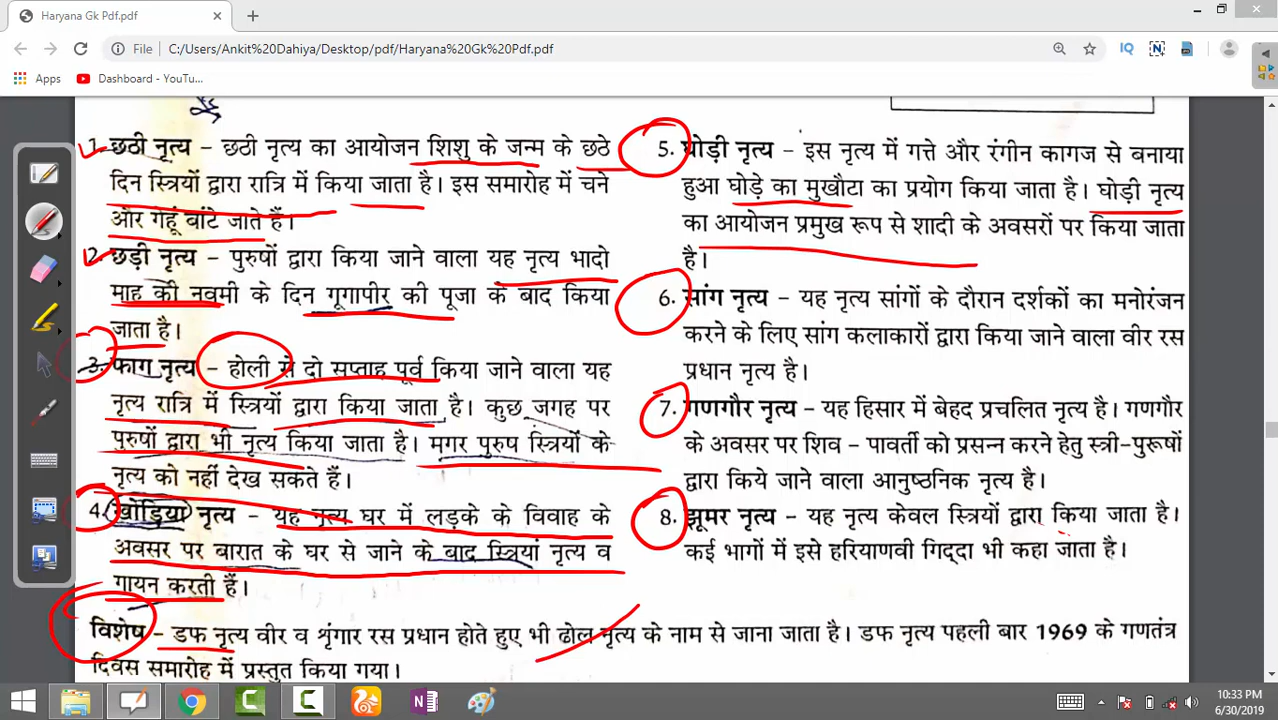 Haryana Gk Pdf.pdf
File | C:/Users/Ankit%20Dahiya/Desktop/pdf/Haryana%20Gk%20Pdf.pdf
Apps Dashboard - YouTu...
1. छठी नृत्य - छठी नृत्य का आयोजन शिशु के जन्म के छठे
दिन स्त्रियों द्वारा रात्रि में किया जाता है। इस समारोह में चने
ओर गेहूं बांटे जाते हैं।
2. छड़ी नृत्य - पुरुषों द्वारा किया जाने वाला यह नृत्य भादो
माह की नवमी के दिन गूगापीर की पूजा के बाद किया
जाता है।
3. फाग नृत्य - होली से दो सप्ताह पूर्व किया जाने वाला यह
नृत्य रात्रि में स्त्रियों द्वारा किया जाता है। कुछ जगह पर
पुरुषों द्वारा भी नृत्य किया जाता है। मगर पुरुष स्त्रियों के
नृत्य को नहीं देख सकते हैं।
4. खोड़िया नृत्य - यह नृत्य घर में लड़के के विवाह के
अवसर पर बारात के घर से जाने के बाद स्त्रियां नृत्य व
गायन करती हैं।
5. घोड़ी नृत्य - इस नृत्य में गत्ते और रंगीन कागज से बनाया
हुआ घोड़े का मुखौटा का प्रयोग किया जाता है। घोड़ी नृत्य
का आयोजन प्रमुख रूप से शादी के अवसरों पर किया जाता
है।
6. सांग नृत्य - यह नृत्य सांगों के दौरान दर्शकों का मनोरंजन
करने के लिए सांग कलाकारों द्वारा किया जाने वाला वीर रस
प्रधान नृत्य है।
7. गणगौर नृत्य - यह हिसार में बेहद प्रचलित नृत्य है। गणगौर
के अवसर पर शिव - पावर्ती को प्रसन्न करने हेतु स्त्री-पुरूषों
द्वारा किये जाने वाला आनुष्ठनिक नृत्य है।
8. झूमर नृत्य - यह नृत्य केवल स्त्रियों द्वारा किया जाता है।
कई भागों में इसे हरियाणवी गिद्दा भी कहा जाता है।
विशेष - डफ नृत्य वीर व श्रृंगार रस प्रधान होते हुए भी ढोल नृत्य के नाम से जाना जाता है। डफ नृत्य पहली बार 1969 के गणतंत्र
दिवस समारोह में प्रस्तुत किया गया।
10:33 PM
6/30/2019